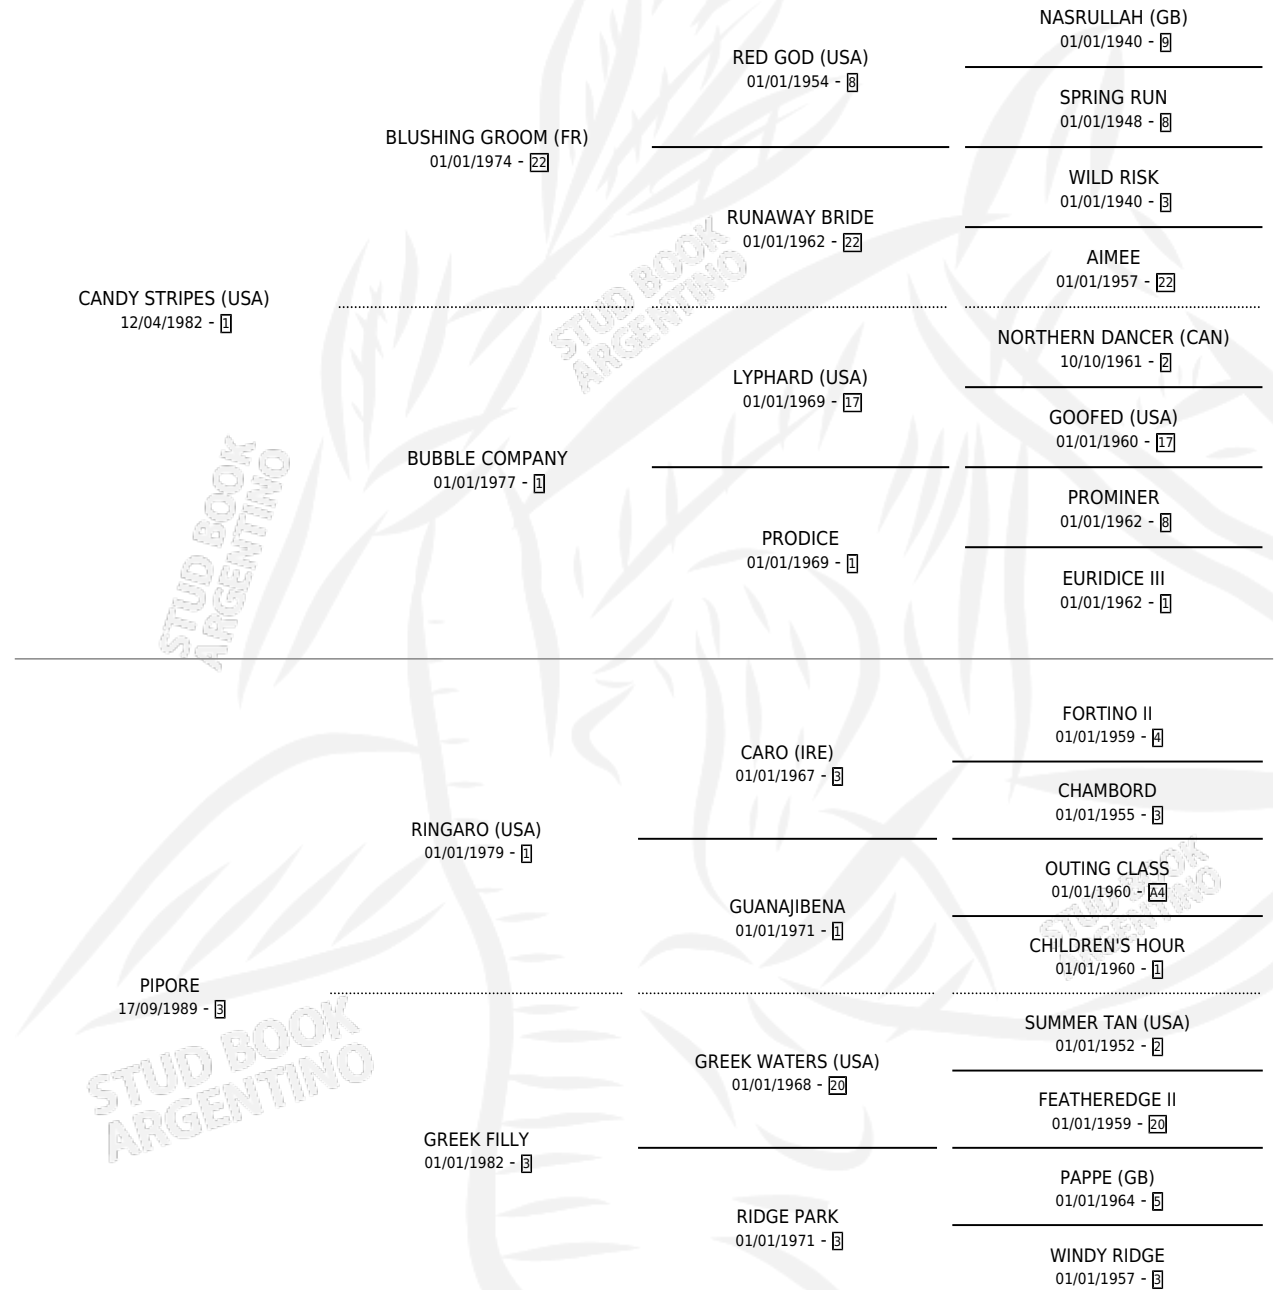 NASRULLAH (GB)
01/01/1940 - 9
RED GOD (USA)
01/01/1954 - 8
SPRING RUN
01/01/1948 - 8
BLUSHING GROOM (FR)
01/01/1974 - 22
WILD RISK
01/01/1940 - 3
RUNAWAY BRIDE
01/01/1962 - 22
AIMEE
01/01/1957 - 22
CANDY STRIPES (USA)
12/04/1982 - 1
NORTHERN DANCER (CAN)
10/10/1961 - 2
LYPHARD (USA)
01/01/1969 - 17
GOOFED (USA)
01/01/1960 - 17
BUBBLE COMPANY
01/01/1977 - 1
PROMINER
01/01/1962 - 8
PRODICE
01/01/1969 - 1
EURIDICE III
01/01/1962 - 1
FORTINO II
01/01/1959 - 4
CARO (IRE)
01/01/1967 - 3
CHAMBORD
01/01/1955 - 3
RINGARO (USA)
01/01/1979 - 1
OUTING CLASS
01/01/1960 - A4
GUANAJIBENA
01/01/1971 - 1
CHILDREN'S HOUR
01/01/1960 - 1
PIPORE
17/09/1989 - 3
SUMMER TAN (USA)
01/01/1952 - 2
GREEK WATERS (USA)
01/01/1968 - 20
FEATHEREDGE II
01/01/1959 - 20
GREEK FILLY
01/01/1982 - 3
PAPPE (GB)
01/01/1964 - 5
RIDGE PARK
01/01/1971 - 3
WINDY RIDGE
01/01/1957 - 3
STUD BOOK
ARGENTINO
STUD BOOK
ARGENTINO
STUD BOOK
ARGENTINO
STUD BOOK
ARGENTINO